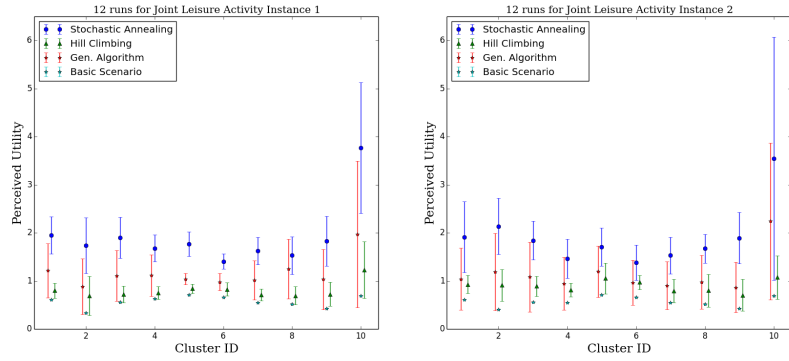 12 runs for Joint Leisure Activity Instance 1
Stochastic Annealing
Hill Climbing
Gen. Algorithm
Basic Scenario
Perceived Utility
6
5
4
3
2
1
0
2
4
6
8
10
Cluster ID
12 runs for Joint Leisure Activity Instance 2
Stochastic Annealing
Hill Climbing
Gen. Algorithm
Basic Scenario
Perceived Utility
6
5
4
3
2
1
0
2
4
6
8
10
Cluster ID